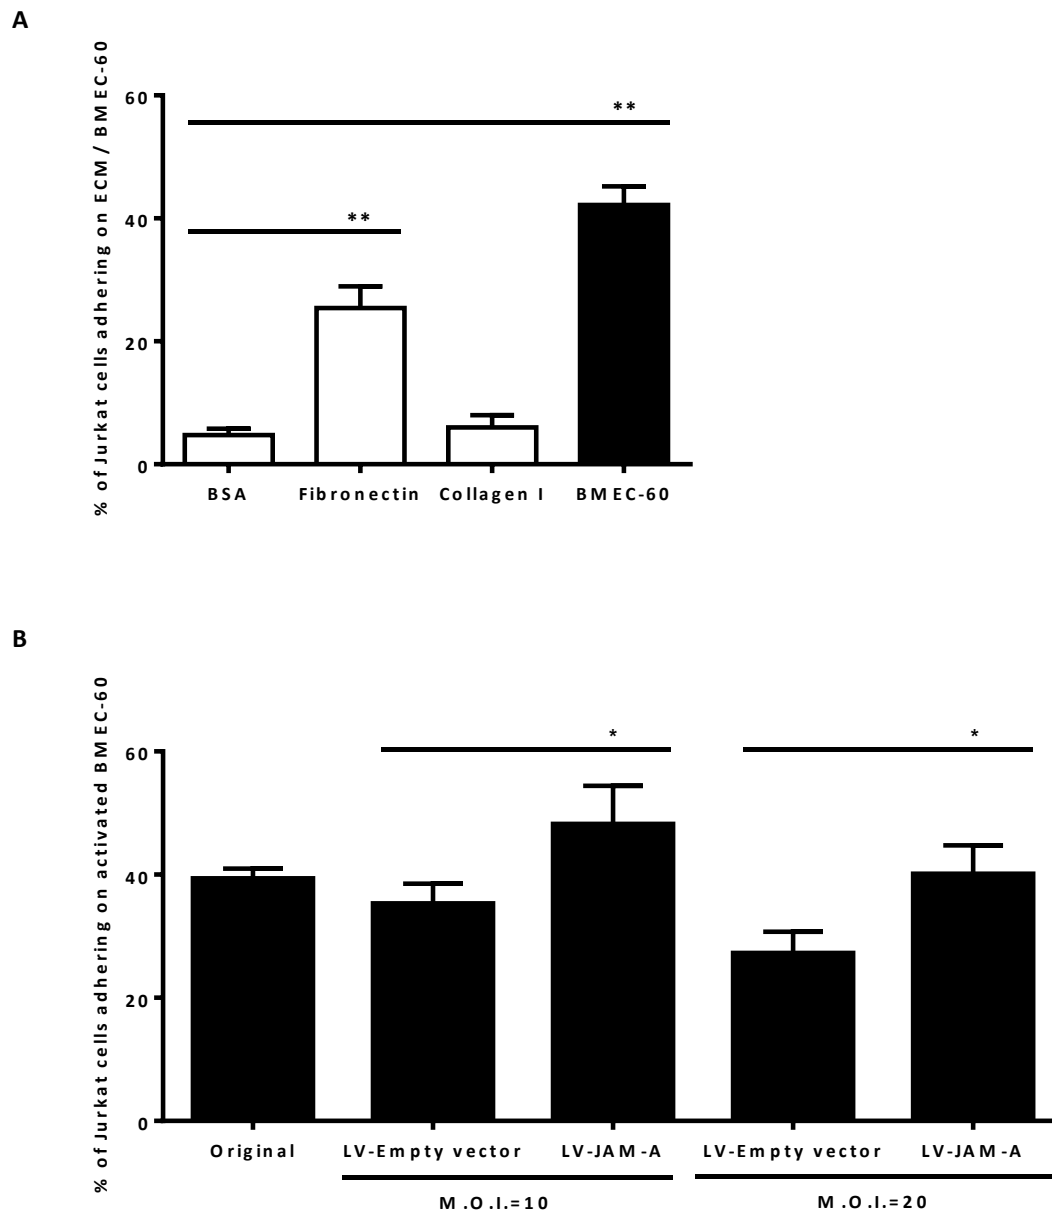 A
% of Jurkat cells adhering on ECM / BMEC-60
60
40
20
0
**
**
BSA Fibronectin Collagen I BMEC-60
B
% of Jurkat cells adhering on activated BMEC-60
60
40
20
0
* *
Original LV-Empty vector LV-JAM-A LV-Empty vector LV-JAM-A
M.O.I.=10 M.O.I.=20